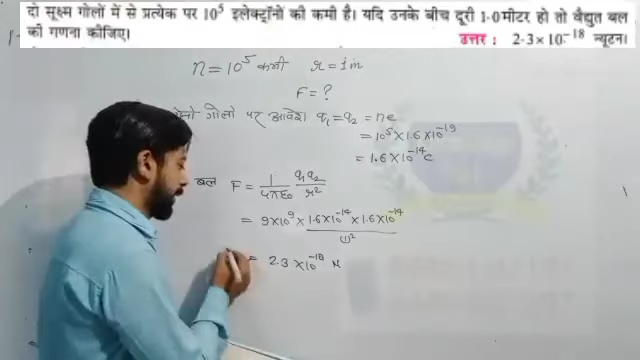 दो सूक्ष्म गोलों में से प्रत्येक पर 10⁵ इलेक्ट्रॉनों की कमी है। यदि उनके बीच दूरी 1·0 मीटर हो तो वैद्युत बल
की गणना कीजिए। उत्तर : 2·3 × 10⁻¹⁸ न्यूटन।
n = 10⁵ कमी r = 1m
F = ?
गोलो पर आवेश q₁ = q₂ = ne
= 10⁵ × 1.6 × 10⁻¹⁹
= 1.6 × 10⁻¹⁴ C
बल F = 1/4πε₀ q₁q₂/r²
= 9 × 10⁹ × 1.6 × 10⁻¹⁴ × 1.6 × 10⁻¹⁴/(1)²
= 2.3 × 10⁻¹⁸ N